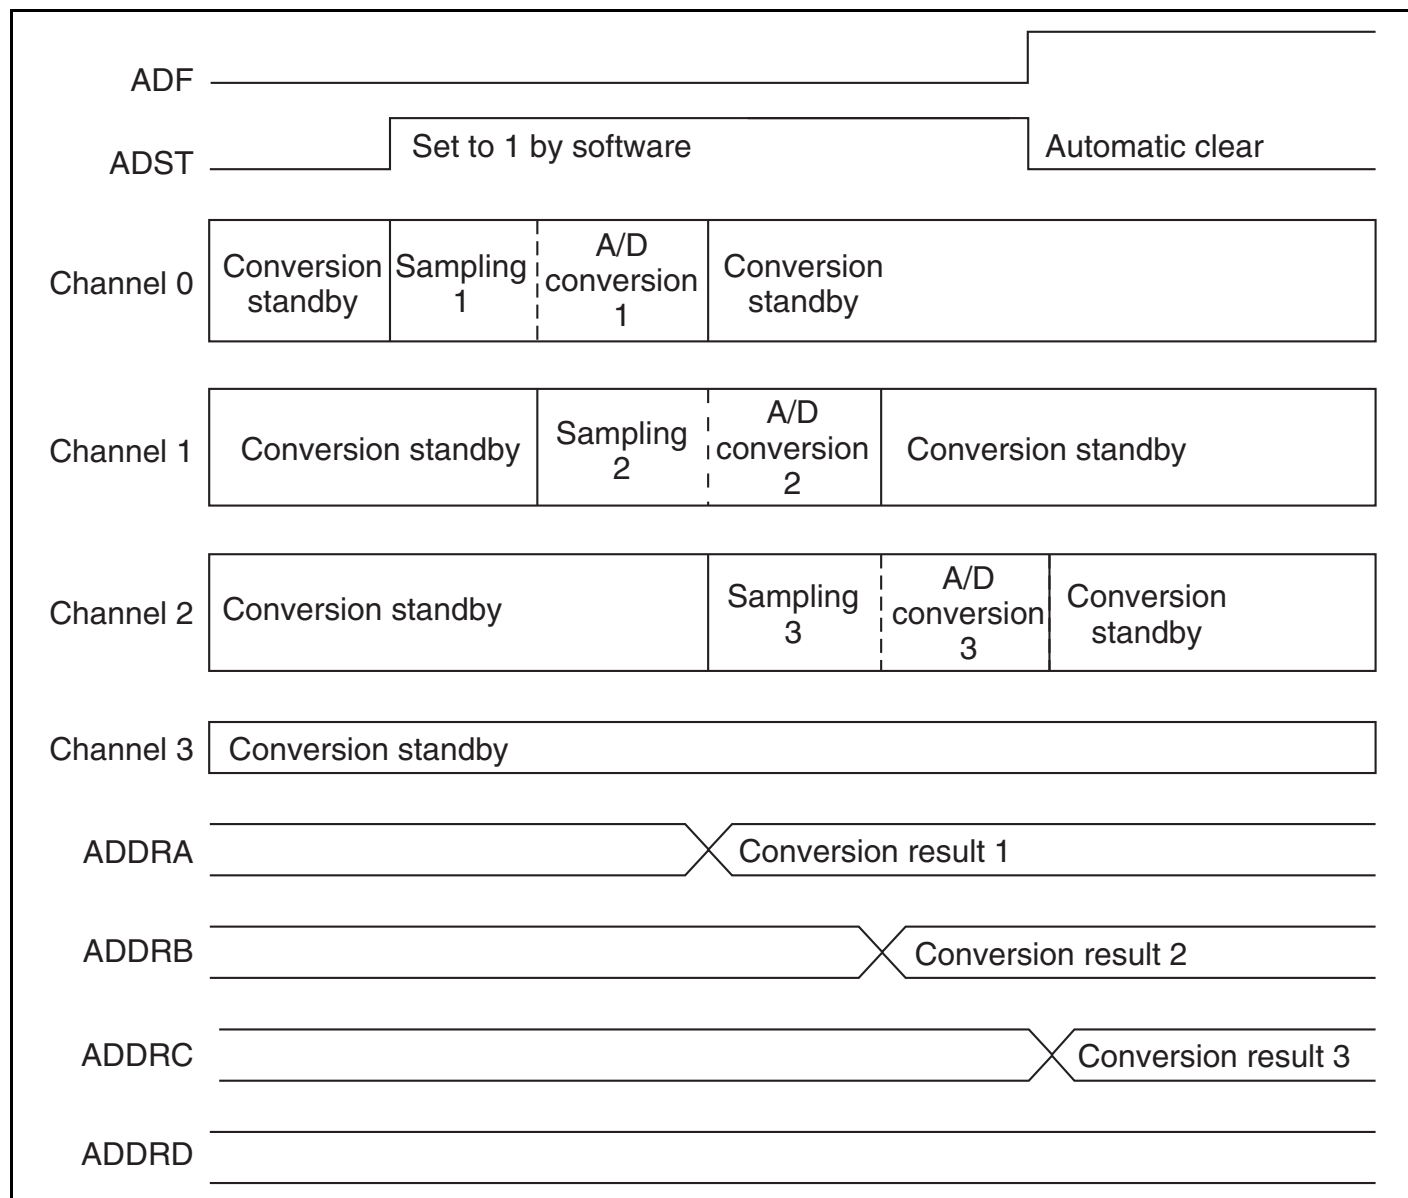 ADF
ADST
Set to 1 by software
Automatic clear
Channel 0
Conversion
standby
Sampling
1
A/D
conversion
1
Conversion
standby
Channel 1
Conversion standby
Sampling
2
A/D
conversion
2
Conversion standby
Channel 2
Conversion standby
Sampling
3
A/D
conversion
3
Conversion
standby
Channel 3
Conversion standby
ADDRA
Conversion result 1
ADDRB
Conversion result 2
ADDRC
Conversion result 3
ADDRD